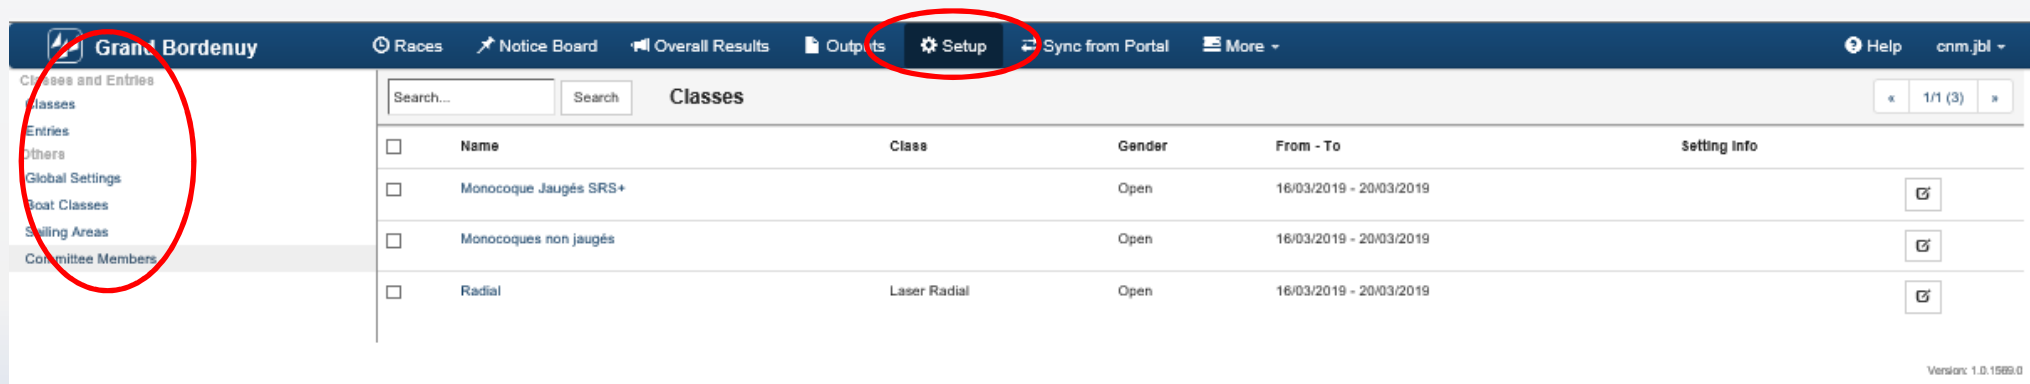 Grand Bordenuy Races Notice Board Overall Results Outputs Setup Sync from Portal More Help cnm.jbl
Classes and Entries
Classes
Entries
Others
Global Settings
Boat Classes
Sailing Areas
Committee Members
Search... Search Classes « 1/1 (3) »
Name Class Gender From - To Setting Info
Monocoque Jaugés SRS+ Open 16/03/2019 - 20/03/2019
Monocoques non jaugés Open 16/03/2019 - 20/03/2019
Radial Laser Radial Open 16/03/2019 - 20/03/2019
Version: 1.0.1569.0